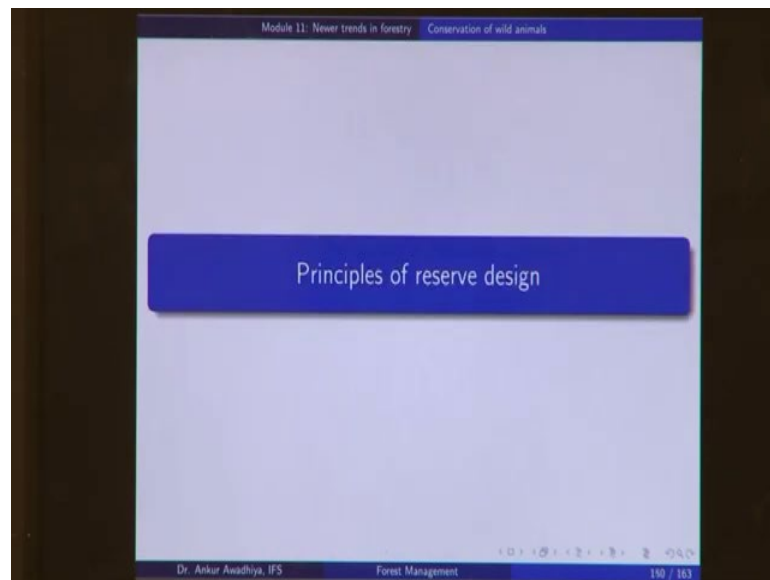 Module 11: Newer trends in forestry Conservation of wild animals
Principles of reserve design
Dr. Ankur Awadhiya, IFS Forest Management 160 / 163